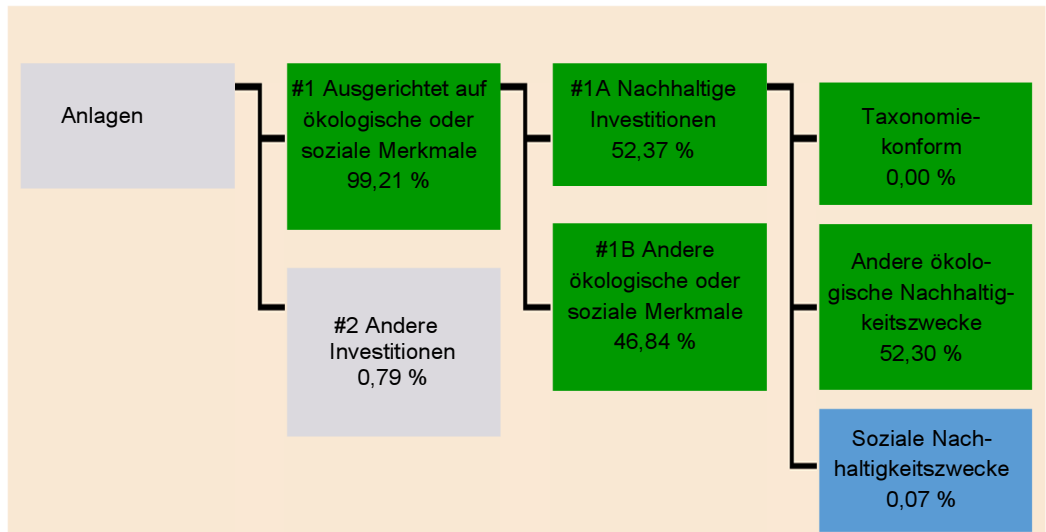 Anlagen
#1 Ausgerichtet auf
ökologische oder
soziale Merkmale
99,21 %
#2 Andere
Investitionen
0,79 %
#1A Nachhaltige
Investitionen
52,37 %
#1B Andere
ökologische oder
soziale Merkmale
46,84 %
Taxonomie-
konform
0,00 %
Andere ökolo-
gische Nachhaltig-
keitszwecke
52,30 %
Soziale Nach-
haltigkeitszwecke
0,07 %